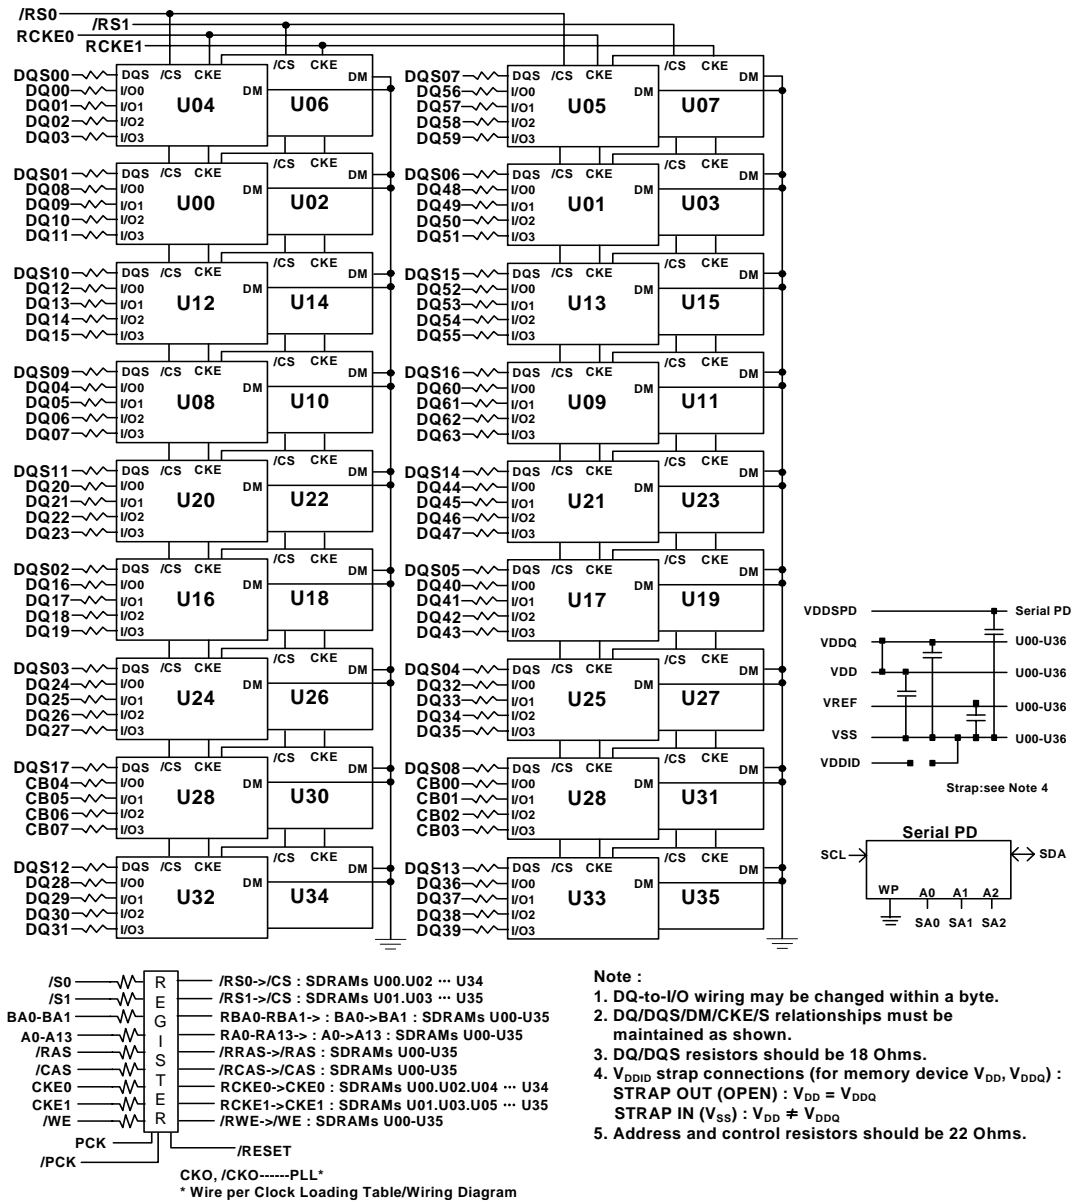 /RS0
/RS1
RCKE0
RCKE1
DQS00 DQS /CS CKE
DQ00 I/O0
DQ01 I/O1
DQ02 I/O2
DQ03 I/O3
U04 DM
/CS CKE DM
U06
DQS07 DQS /CS CKE
DQ56 I/O0
DQ57 I/O1
DQ58 I/O2
DQ59 I/O3
U05 DM
/CS CKE DM
U07
DQS01 DQS /CS CKE
DQ08 I/O0
DQ09 I/O1
DQ10 I/O2
DQ11 I/O3
U00 DM
/CS CKE DM
U02
DQS06 DQS /CS CKE
DQ48 I/O0
DQ49 I/O1
DQ50 I/O2
DQ51 I/O3
U01 DM
/CS CKE DM
U03
DQS10 DQS /CS CKE
DQ12 I/O0
DQ13 I/O1
DQ14 I/O2
DQ15 I/O3
U12 DM
/CS CKE DM
U14
DQS15 DQS /CS CKE
DQ52 I/O0
DQ53 I/O1
DQ54 I/O2
DQ55 I/O3
U13 DM
/CS CKE DM
U15
DQS09 DQS /CS CKE
DQ04 I/O0
DQ05 I/O1
DQ06 I/O2
DQ07 I/O3
U08 DM
/CS CKE DM
U10
DQS16 DQS /CS CKE
DQ60 I/O0
DQ61 I/O1
DQ62 I/O2
DQ63 I/O3
U09 DM
/CS CKE DM
U11
DQS11 DQS /CS CKE
DQ20 I/O0
DQ21 I/O1
DQ22 I/O2
DQ23 I/O3
U20 DM
/CS CKE DM
U22
DQS14 DQS /CS CKE
DQ44 I/O0
DQ45 I/O1
DQ46 I/O2
DQ47 I/O3
U21 DM
/CS CKE DM
U23
DQS02 DQS /CS CKE
DQ16 I/O0
DQ17 I/O1
DQ18 I/O2
DQ19 I/O3
U16 DM
/CS CKE DM
U18
DQS05 DQS /CS CKE
DQ40 I/O0
DQ41 I/O1
DQ42 I/O2
DQ43 I/O3
U17 DM
/CS CKE DM
U19
DQS03 DQS /CS CKE
DQ24 I/O0
DQ25 I/O1
DQ26 I/O2
DQ27 I/O3
U24 DM
/CS CKE DM
U26
DQS04 DQS /CS CKE
DQ32 I/O0
DQ33 I/O1
DQ34 I/O2
DQ35 I/O3
U25 DM
/CS CKE DM
U27
DQS17 DQS /CS CKE
CB04 I/O0
CB05 I/O1
CB06 I/O2
CB07 I/O3
U28 DM
/CS CKE DM
U30
DQS08 DQS /CS CKE
CB00 I/O0
CB01 I/O1
CB02 I/O2
CB03 I/O3
U28 DM
/CS CKE DM
U31
DQS12 DQS /CS CKE
DQ28 I/O0
DQ29 I/O1
DQ30 I/O2
DQ31 I/O3
U32 DM
/CS CKE DM
U34
DQS13 DQS /CS CKE
DQ36 I/O0
DQ37 I/O1
DQ38 I/O2
DQ39 I/O3
U33 DM
/CS CKE DM
U35
VDDSPD Serial PD
VDDQ U00-U36
VDD U00-U36
VREF U00-U36
VSS U00-U36
VDDID
Strap:see Note 4
Serial PD
SCL SDA
WP A0 A1 A2
SA0 SA1 SA2
REGISTER
/S0 /RS0->/CS : SDRAMs U00.U02 ··· U34
/S1 /RS1->/CS : SDRAMs U01.U03 ··· U35
BA0-BA1 RBA0-RBA1-> : BA0->BA1 : SDRAMs U00-U35
A0-A13 RA0-RA13-> : A0->A13 : SDRAMs U00-U35
/RAS /RRAS->/RAS : SDRAMs U00-U35
/CAS /RCAS->/CAS : SDRAMs U00-U35
CKE0 RCKE0->CKE0 : SDRAMs U00.U02.U04 ··· U34
CKE1 RCKE1->CKE1 : SDRAMs U01.U03.U05 ··· U35
/WE /RWE->/WE : SDRAMs U00-U35
PCK
/PCK
/RESET
CKO, /CKO------PLL*
* Wire per Clock Loading Table/Wiring Diagram
Note :
1. DQ-to-I/O wiring may be changed within a byte.
2. DQ/DQS/DM/CKE/S relationships must be
maintained as shown.
3. DQ/DQS resistors should be 18 Ohms.
4. VDDID strap connections (for memory device VDD, VDDQ) :
STRAP OUT (OPEN) : VDD = VDDQ
STRAP IN (VSS) : VDD ≠ VDDQ
5. Address and control resistors should be 22 Ohms.